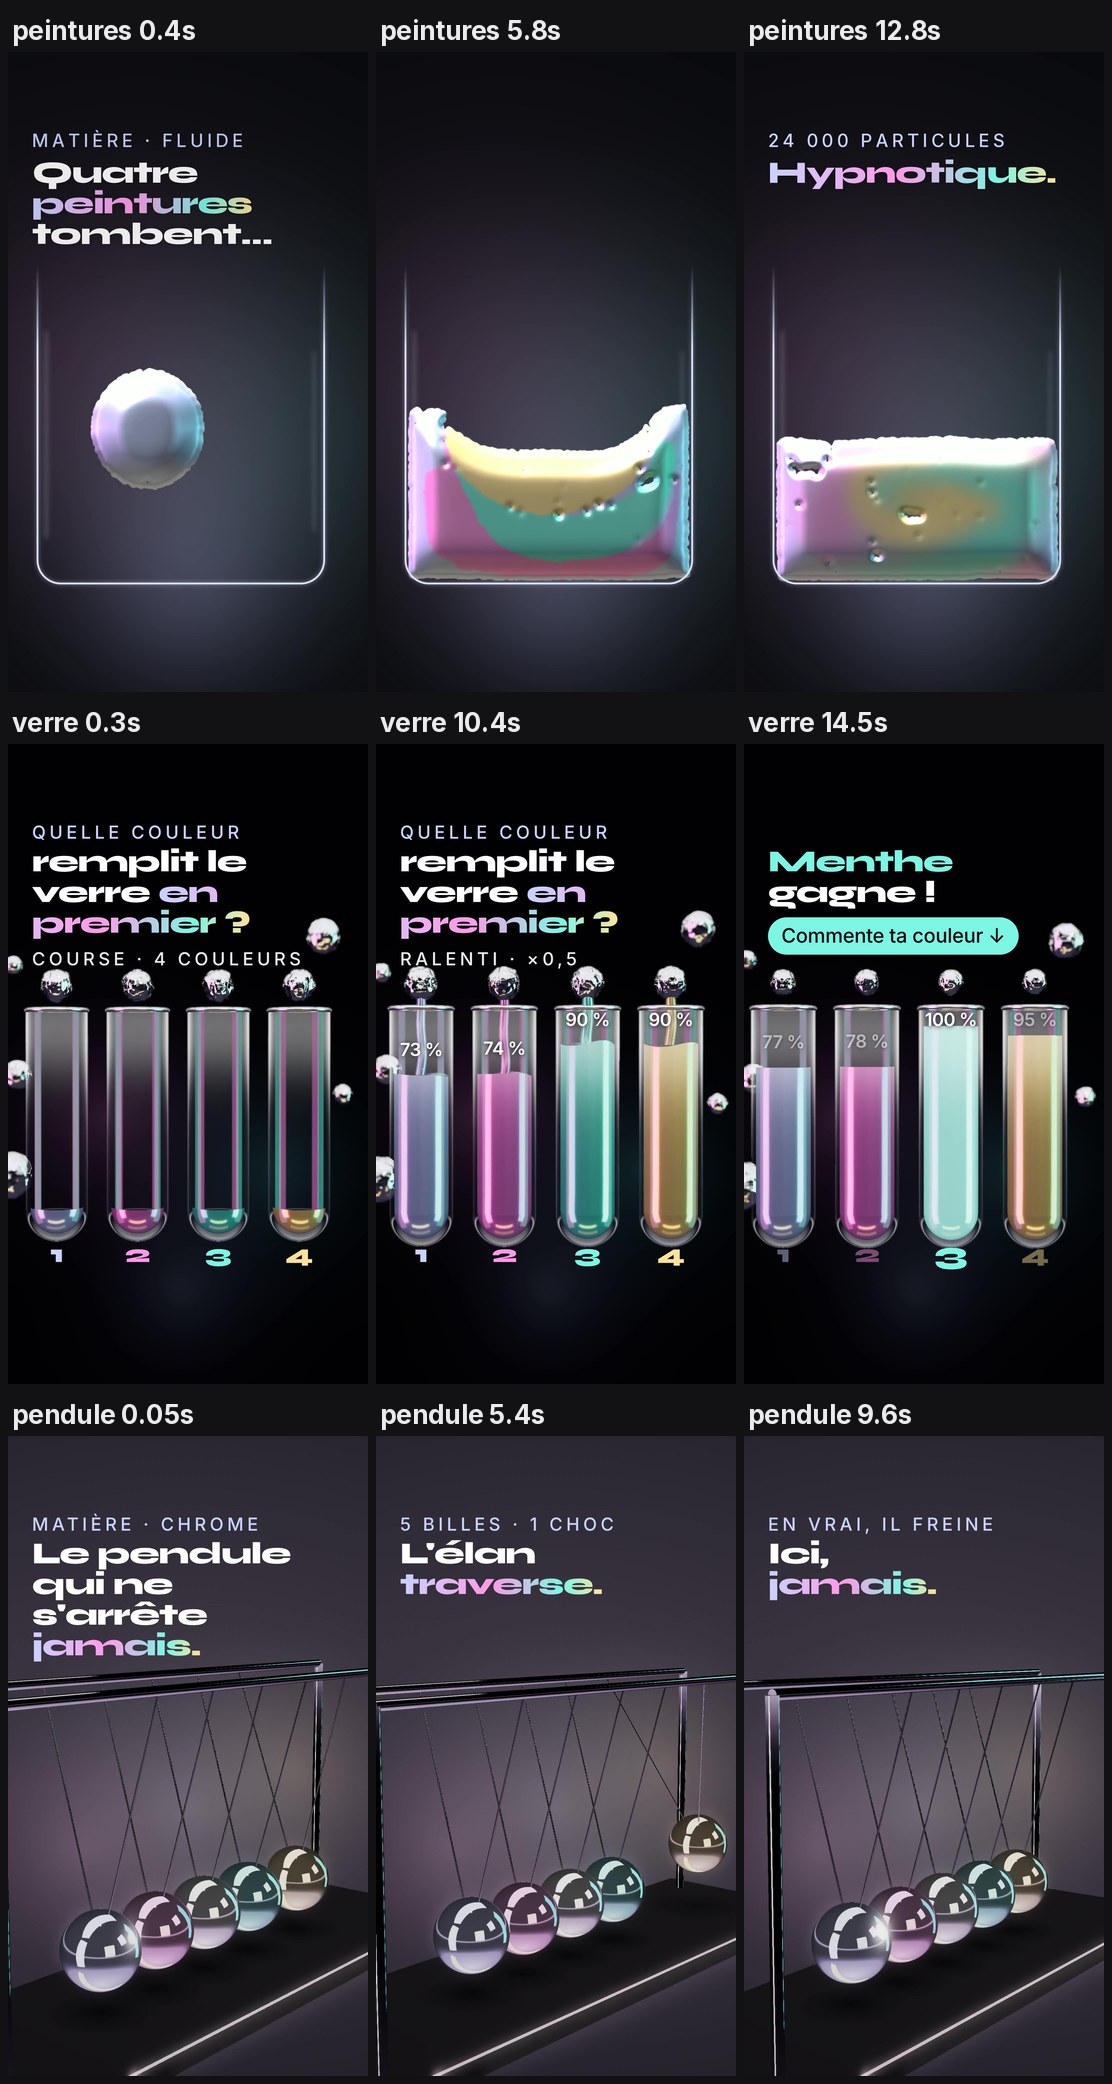 peintures 0.4s
peintures 5.8s
peintures 12.8s
MATIÈRE · FLUIDE
Quatre
peintures
tombent...
24 000 PARTICULES
Hypnotique.
verre 0.3s
verre 10.4s
verre 14.5s
QUELLE COULEUR
remplit le
verre en
premier ?
COURSE · 4 COULEURS
1
2
3
4
QUELLE COULEUR
remplit le
verre en
premier ?
RALENTI · ×0,5
73 %
74 %
90 %
90 %
1
2
3
4
Menthe
gagne !
Commente ta couleur ↓
77 %
78 %
100 %
95 %
1
2
3
4
pendule 0.05s
pendule 5.4s
pendule 9.6s
MATIÈRE · CHROME
Le pendule
qui ne
s'arrête
jamais.
5 BILLES · 1 CHOC
L'élan
traverse.
EN VRAI, IL FREINE
Ici,
jamais.